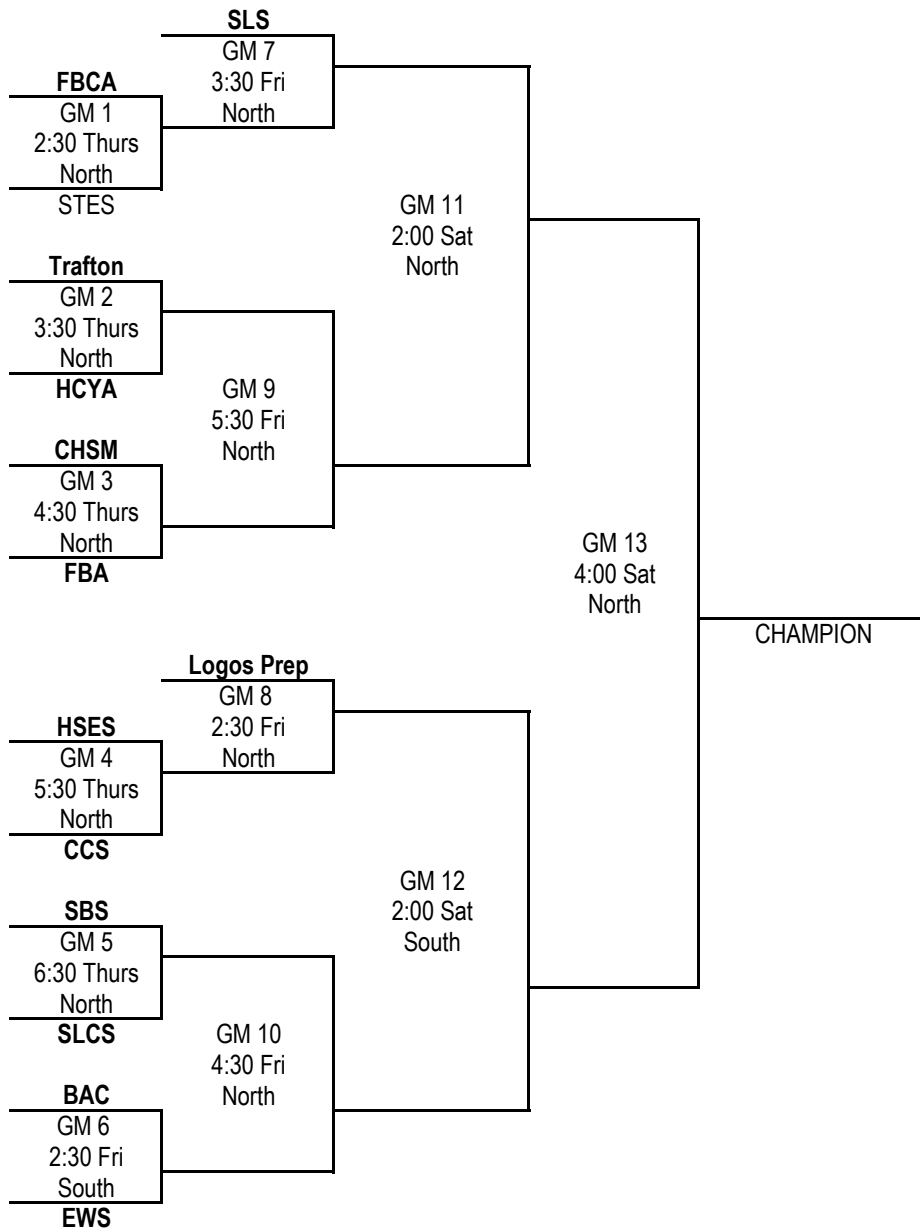 SLS
GM 7
3:30 Fri
North
FBCA
GM 1
2:30 Thurs
North
STES
GM 11
2:00 Sat
North
Trafton
GM 2
3:30 Thurs
North
HCYA
GM 9
5:30 Fri
North
CHSM
GM 3
4:30 Thurs
North
FBA
GM 13
4:00 Sat
North
CHAMPION
Logos Prep
GM 8
2:30 Fri
North
HSES
GM 4
5:30 Thurs
North
CCS
GM 12
2:00 Sat
South
SBS
GM 5
6:30 Thurs
North
SLCS
GM 10
4:30 Fri
North
BAC
GM 6
2:30 Fri
South
EWS